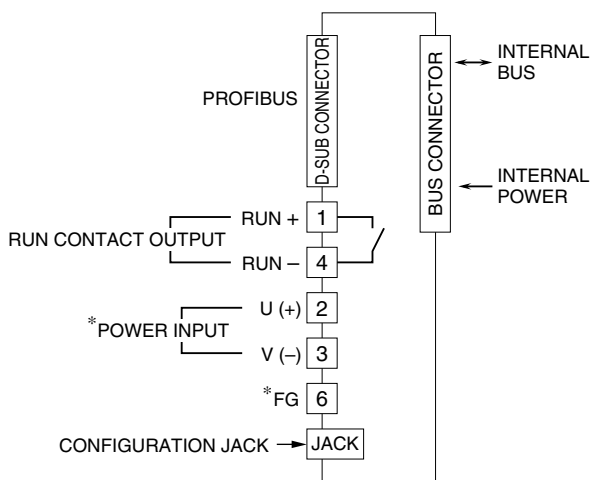 PROFIBUS
D-SUB CONNECTOR
BUS CONNECTOR
INTERNAL
BUS
INTERNAL
POWER
RUN CONTACT OUTPUT
RUN +
1
RUN –
4
*POWER INPUT
U (+)
2
V (–)
3
*FG
6
CONFIGURATION JACK
JACK